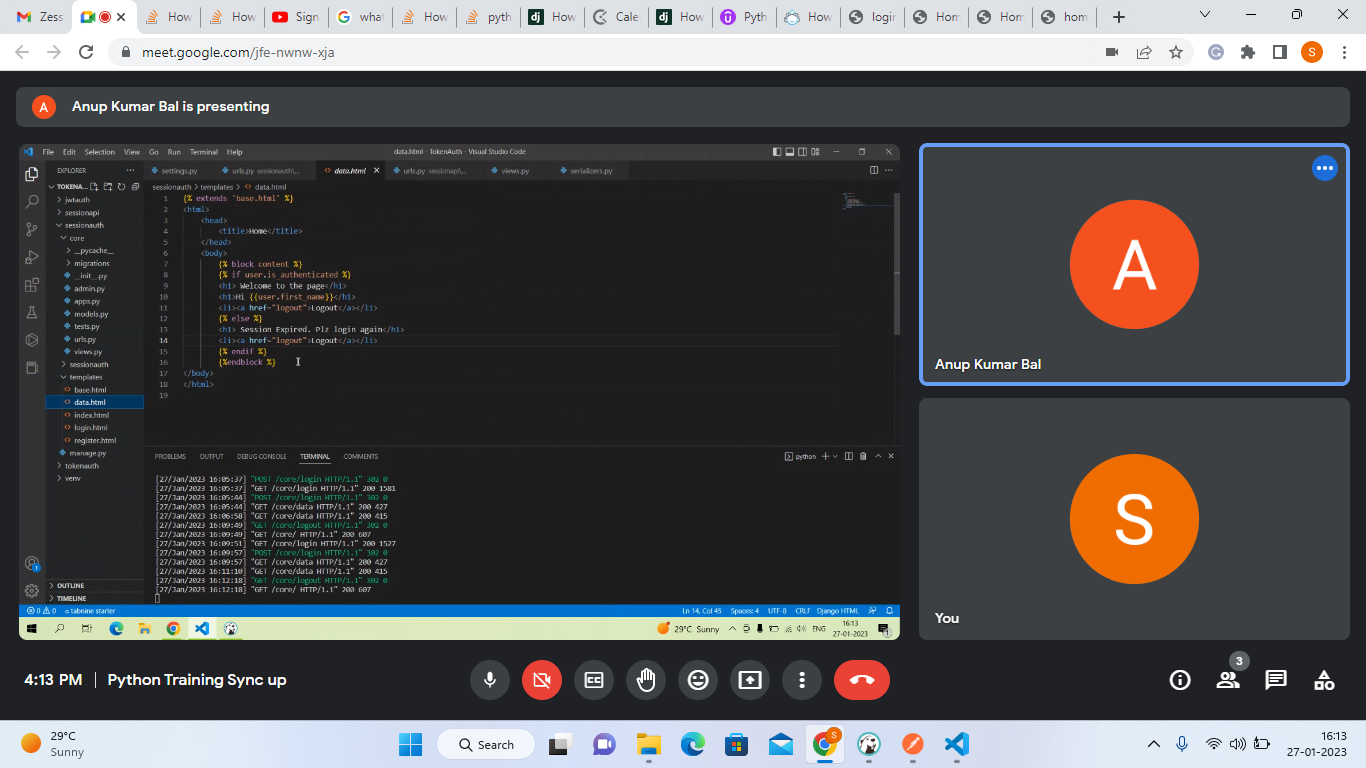 Zess
How
How
Sign
what
How
pyth
How
Cale
How
Pyth
How
login
Hom
Hom
hom
meet.google.com/jfe-nwnw-xja
S
A
Anup Kumar Bal is presenting
File Edit Selection View Go Run Terminal Help
data.html - TokenAuth - Visual Studio Code
EXPLORER
settings.py
urls.py sessionauth\...
data.html
urls.py sessionapi\...
views.py
serializers.py
TOKENA...
sessionauth > templates > data.html
jwtauth
sessionapi
sessionauth
core
__pycache__
migrations
__init__.py
admin.py
apps.py
models.py
tests.py
urls.py
views.py
sessionauth
templates
base.html
data.html
index.html
login.html
register.html
manage.py
tokenauth
venv
OUTLINE
TIMELINE
1 {% extends 'base.html' %}
2 <html>
3 <head>
4 <title>Home</title>
5 </head>
6 <body>
7 {% block content %}
8 {% if user.is_authenticated %}
9 <h1> Welcome to the page</h1>
10 <h1>Hi {{user.first_name}}</h1>
11 <li><a href="logout">Logout</a></li>
12 {% else %}
13 <h1> Session Expired. Plz login again</h1>
14 <li><a href="logout">Logout</a></li>
15 {% endif %}
16 {%endblock %}
17 </body>
18 </html>
19
PROBLEMS OUTPUT DEBUG CONSOLE TERMINAL COMMENTS
python
[27/Jan/2023 16:05:37] "POST /core/login HTTP/1.1" 302 0
[27/Jan/2023 16:05:37] "GET /core/login HTTP/1.1" 200 1581
[27/Jan/2023 16:05:44] "POST /core/login HTTP/1.1" 302 0
[27/Jan/2023 16:05:44] "GET /core/data HTTP/1.1" 200 427
[27/Jan/2023 16:06:58] "GET /core/data HTTP/1.1" 200 415
[27/Jan/2023 16:09:49] "GET /core/logout HTTP/1.1" 302 0
[27/Jan/2023 16:09:49] "GET /core/ HTTP/1.1" 200 607
[27/Jan/2023 16:09:51] "GET /core/login HTTP/1.1" 200 1527
[27/Jan/2023 16:09:57] "POST /core/login HTTP/1.1" 302 0
[27/Jan/2023 16:09:57] "GET /core/data HTTP/1.1" 200 427
[27/Jan/2023 16:11:10] "GET /core/data HTTP/1.1" 200 415
[27/Jan/2023 16:12:18] "GET /core/logout HTTP/1.1" 302 0
[27/Jan/2023 16:12:18] "GET /core/ HTTP/1.1" 200 607
0 0 tabnine starter
Ln 14, Col 45 Spaces: 4 UTF-8 CRLF Django HTML
29°C Sunny
ENG
16:13
27-01-2023
1
A
Anup Kumar Bal
S
You
4:13 PM | Python Training Sync up
3
29°C
Sunny
Search
S
16:13
27-01-2023